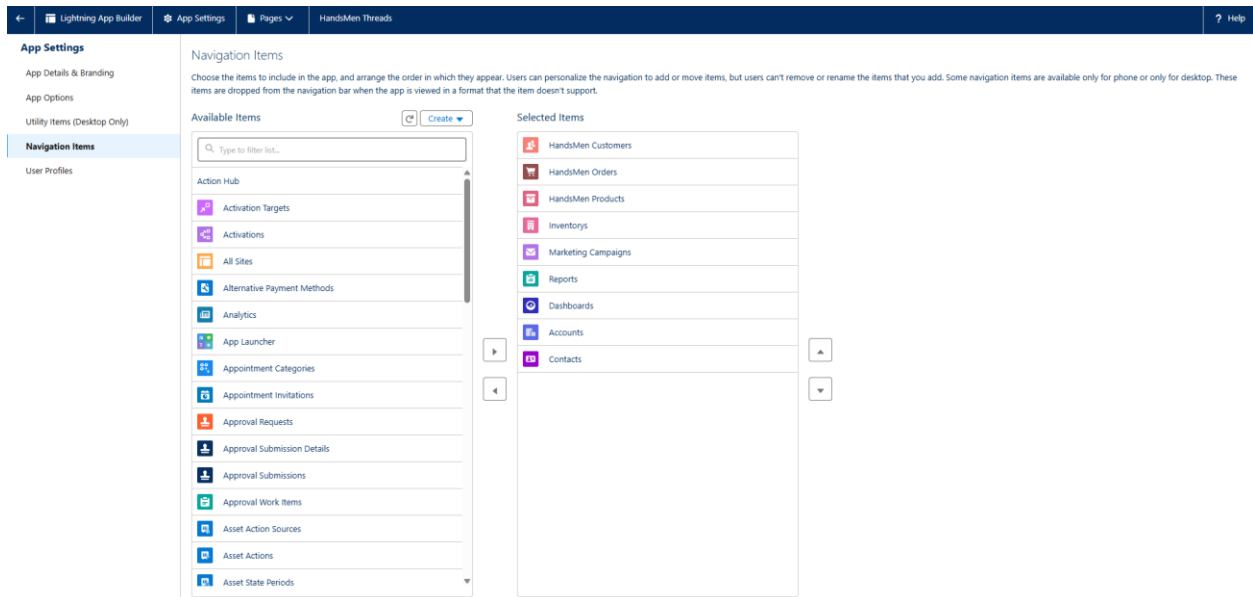 Lightning App Builder
App Settings
Pages
HandsMen Threads
? Help
App Settings
App Details & Branding
App Options
Utility Items (Desktop Only)
Navigation Items
User Profiles
Navigation Items
Choose the items to include in the app, and arrange the order in which they appear. Users can personalize the navigation to add or move items, but users can't remove or rename the items that you add. Some navigation items are available only for phone or only for desktop. These
items are dropped from the navigation bar when the app is viewed in a format that the item doesn't support.
Available Items
Create
Type to filter list...
Action Hub
Activation Targets
Activations
All Sites
Alternative Payment Methods
Analytics
App Launcher
Appointment Categories
Appointment Invitations
Approval Requests
Approval Submission Details
Approval Submissions
Approval Work Items
Asset Action Sources
Asset Actions
Asset State Periods
Selected Items
HandsMen Customers
HandsMen Orders
HandsMen Products
Inventorys
Marketing Campaigns
Reports
Dashboards
Accounts
Contacts